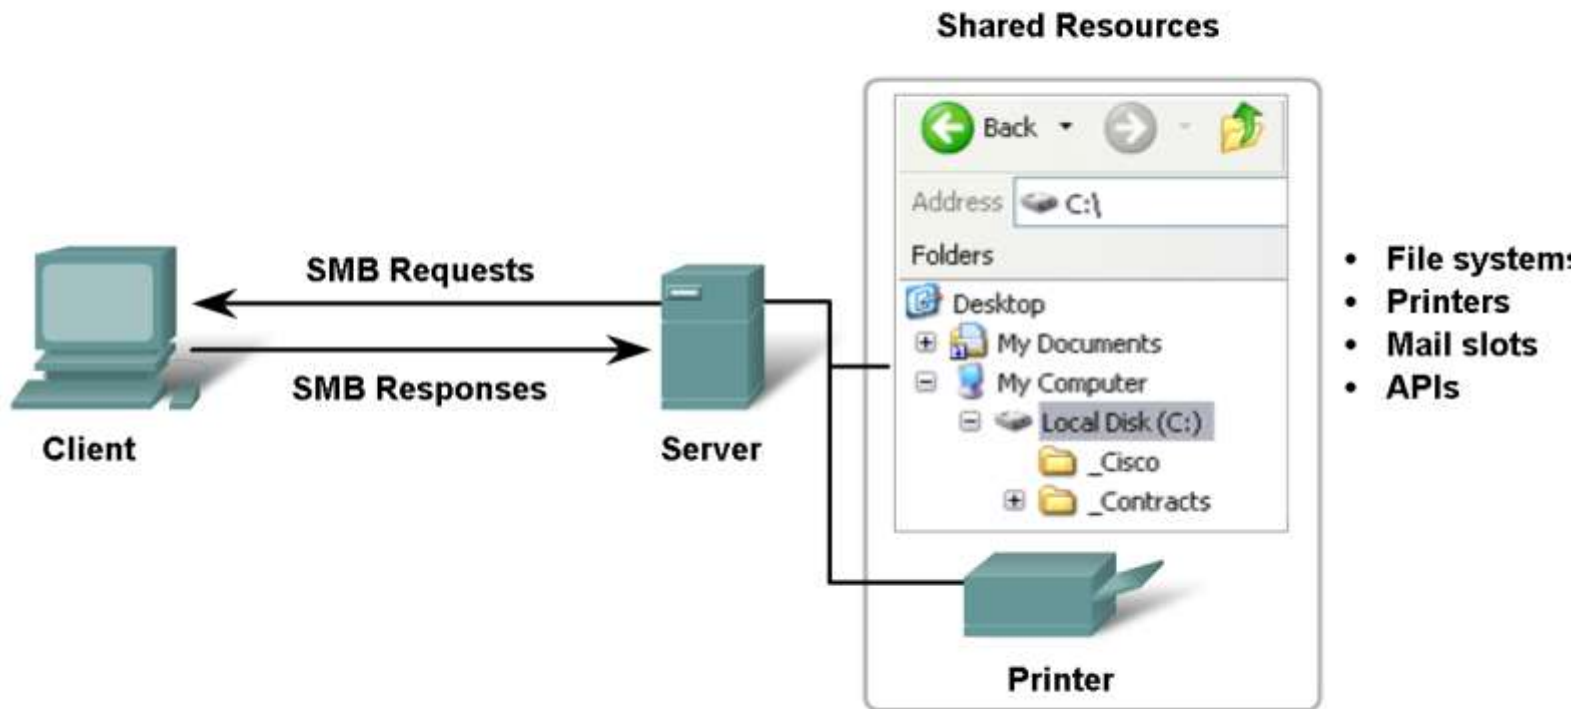 Shared Resources
Back
Address C:\
Folders
Desktop
My Documents
My Computer
Local Disk (C:)
_Cisco
_Contracts
Printer
SMB Requests
SMB Responses
Client
Server
• File systems
• Printers
• Mail slots
• APIs